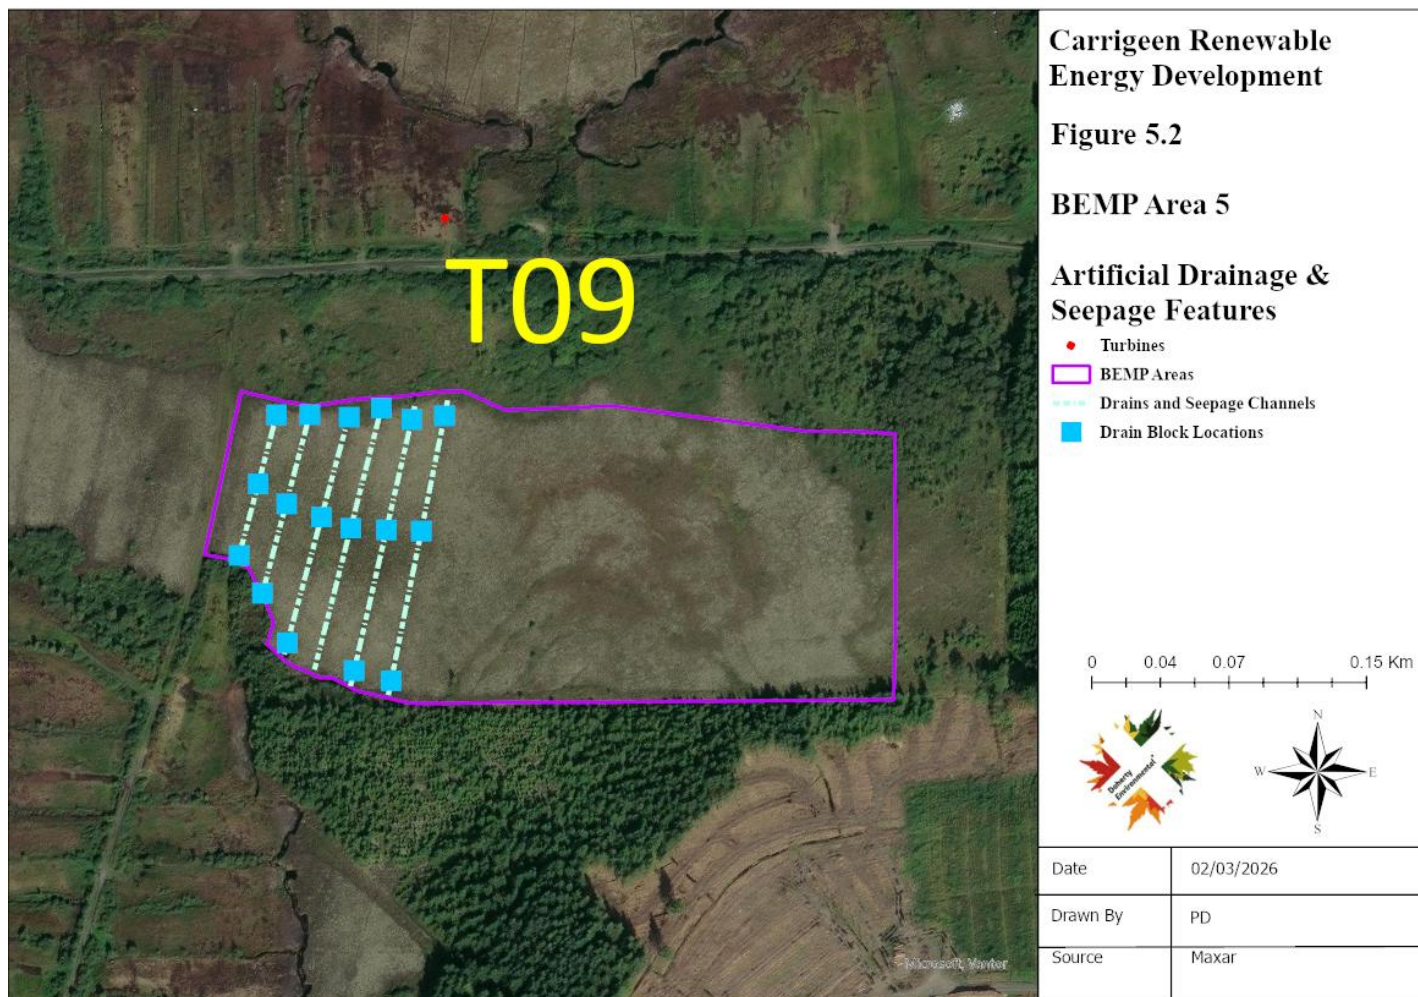 Carrigeen Renewable
Energy Development
Figure 5.2
BEMP Area 5
Artificial Drainage &
Seepage Features
Turbines
BEMP Areas
Drains and Seepage Channels
Drain Block Locations
T09
0 0.04 0.07 0.15 Km
Doherty
Environmental
N
W E
S
Date 02/03/2026
Drawn By PD
Source Maxar
Microsoft, Vantor